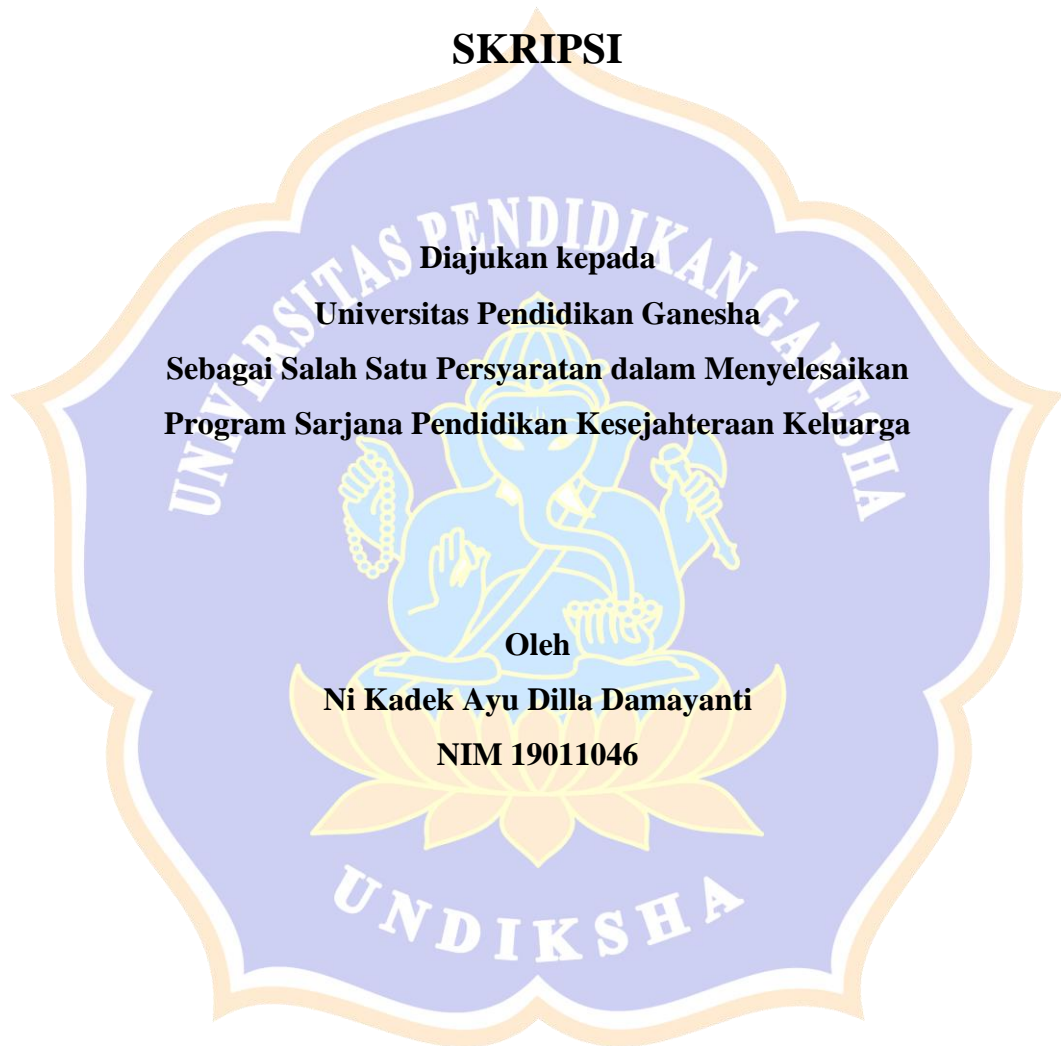 SKRIPSI
UNIVERSITAS PENDIDIKAN GANESHA
Diajukan kepada
Universitas Pendidikan Ganesha
Sebagai Salah Satu Persyaratan dalam Menyelesaikan
Program Sarjana Pendidikan Kesejahteraan Keluarga
Oleh
Ni Kadek Ayu Dilla Damayanti
NIM 19011046
UNDIKSHA